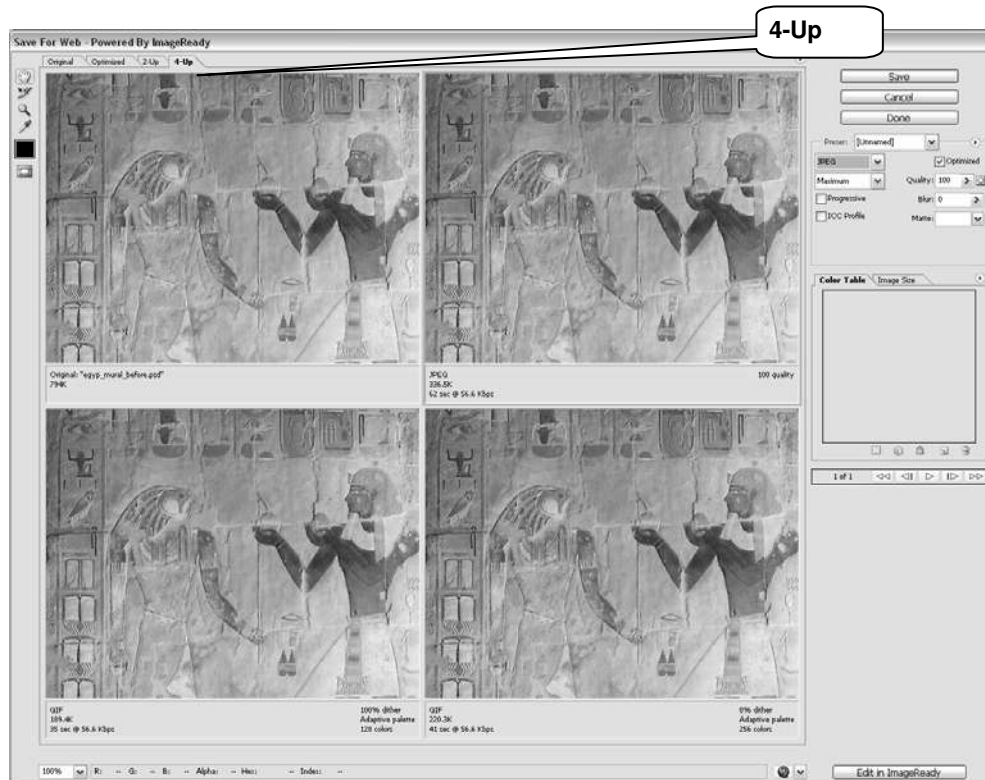 4-Up
Save For Web - Powered By ImageReady
Original Optimized 2-Up 4-Up
Save
Cancel
Done
Preset: [Unnamed]
JPEG Optimized
Maximum Quality: 100
Progressive Blur: 0
ICC Profile Matte:
Color Table Image Size
Original: "egyp_mural_before.psd"
794K
JPEG 100 quality
336.5K
62 sec @ 56.6 Kbps
1 of 1
GIF 100% dither
189.4K Adaptive palette
35 sec @ 56.6 Kbps 128 colors
GIF 0% dither
220.3K Adaptive palette
41 sec @ 56.6 Kbps 256 colors
100% R: -- G: -- B: -- Alpha: -- Hex: -- Index: --
Edit in ImageReady